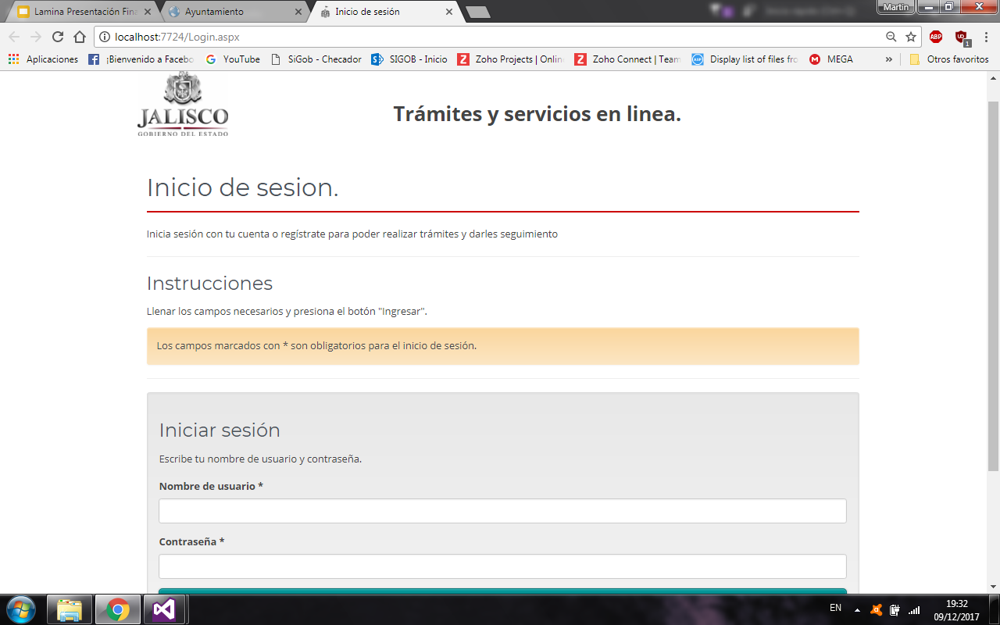 Lamina Presentación Fina
Ayuntamiento
Inicio de sesión
Martin
localhost:7724/Login.aspx
ABP
1
Aplicaciones
¡Bienvenido a Facebo
YouTube
SiGob - Checador
SIGOB - Inicio
Zoho Projects | Onlin
Zoho Connect | Team
Display list of files fro
MEGA
»
Otros favoritos
JALISCO
GOBIERNO DEL ESTADO
Trámites y servicios en linea.
Inicio de sesion.
Inicia sesión con tu cuenta o regístrate para poder realizar trámites y darles seguimiento
Instrucciones
Llenar los campos necesarios y presiona el botón "Ingresar".
Los campos marcados con * son obligatorios para el inicio de sesión.
Iniciar sesión
Escribe tu nombre de usuario y contraseña.
Nombre de usuario *
Contraseña *
EN
19:32
09/12/2017